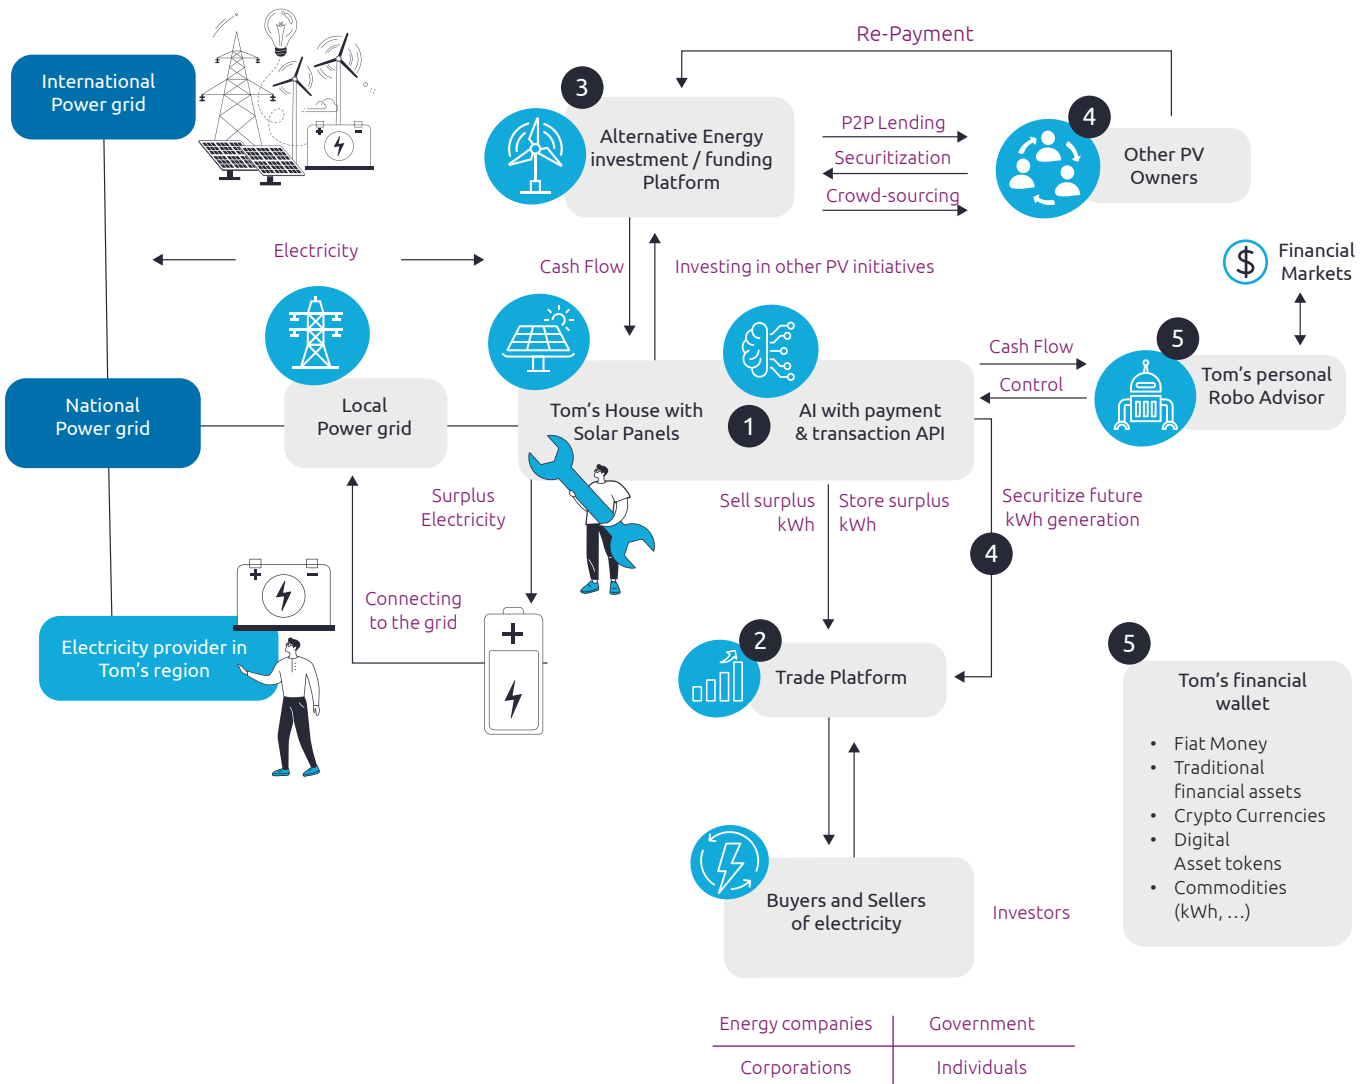 Re-Payment
International
Power grid
3
Alternative Energy
investment / funding
Platform
P2P Lending
Securitization
Crowd-sourcing
4
Other PV
Owners
Electricity
Cash Flow
Investing in other PV initiatives
$
Financial
Markets
National
Power grid
Local
Power grid
Tom's House with
Solar Panels
1
AI with payment
& transaction API
Cash Flow
Control
5
Tom's personal
Robo Advisor
Surplus
Electricity
Sell surplus
kWh
Store surplus
kWh
Securitize future
kWh generation
4
Connecting
to the grid
Electricity provider in
Tom's region
2
Trade Platform
5
Tom's financial
wallet
• Fiat Money
• Traditional
financial assets
• Crypto Currencies
• Digital
Asset tokens
• Commodities
(kWh, …)
Buyers and Sellers
of electricity
Investors
Energy companies
Government
Corporations
Individuals